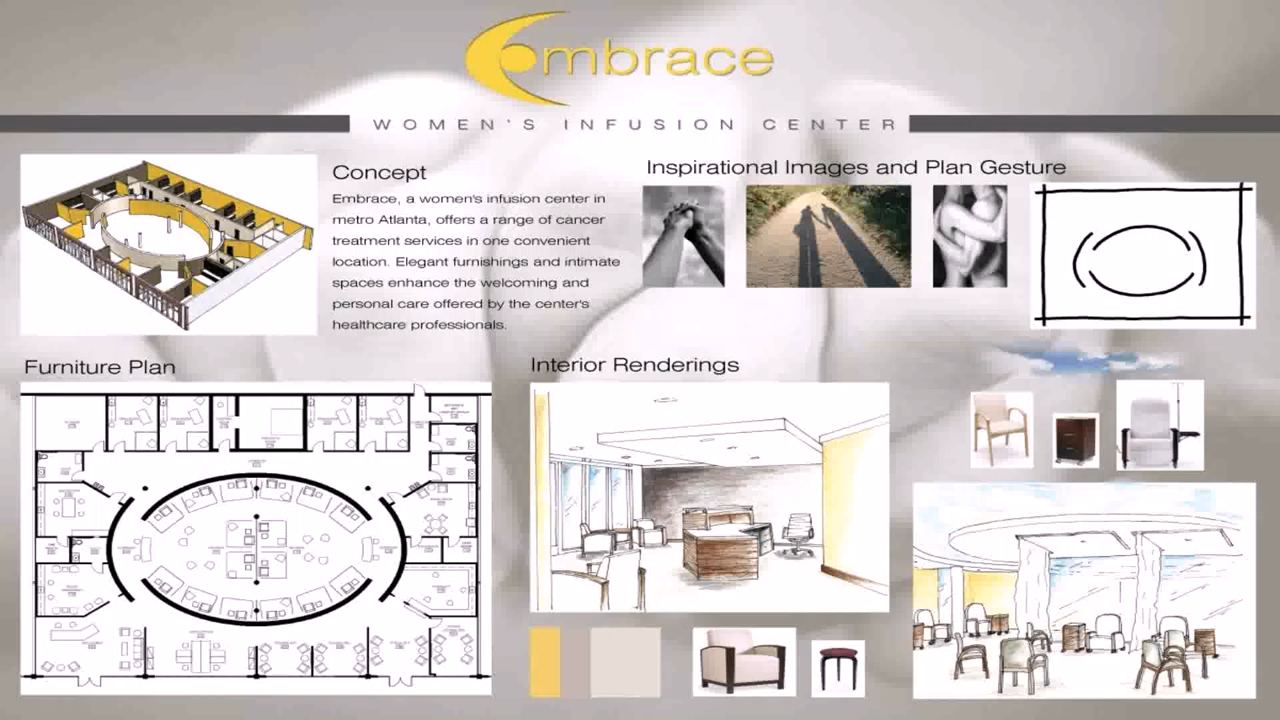 embrace
WOMEN'S INFUSION CENTER
Concept
Embrace, a women's infusion center in
metro Atlanta, offers a range of cancer
treatment services in one convenient
location. Elegant furnishings and intimate
spaces enhance the welcoming and
personal care offered by the center's
healthcare professionals.
Inspirational Images and Plan Gesture
Furniture Plan
Interior Renderings